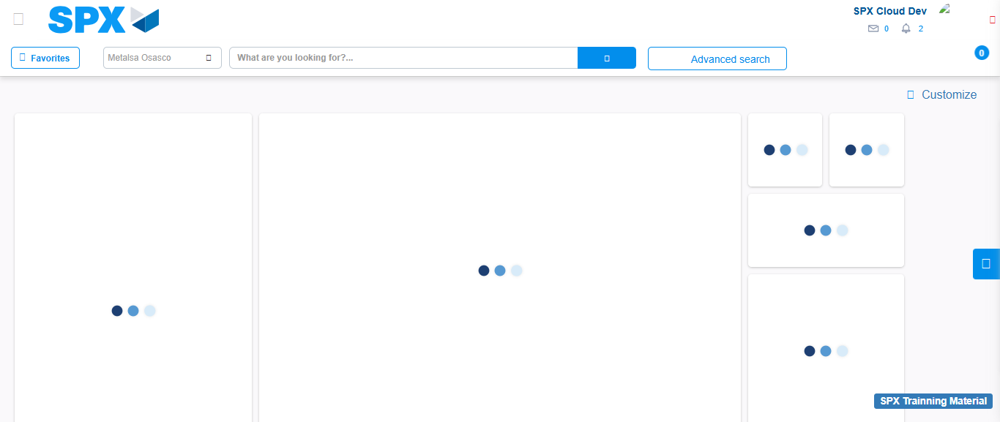 SPX
SPX Cloud Dev
0 2
Favorites
Metalsa Osasco
What are you looking for?...
Advanced search
0
Customize
SPX Trainning Material